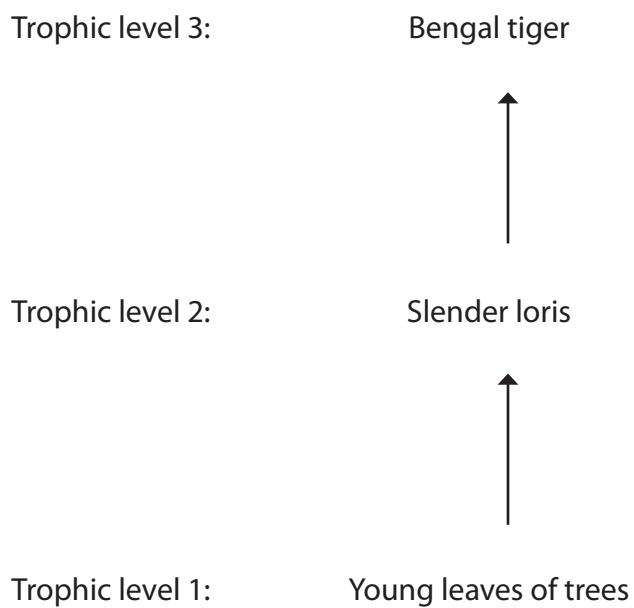 Trophic level 3: Bengal tiger
Trophic level 2: Slender loris
Trophic level 1: Young leaves of trees